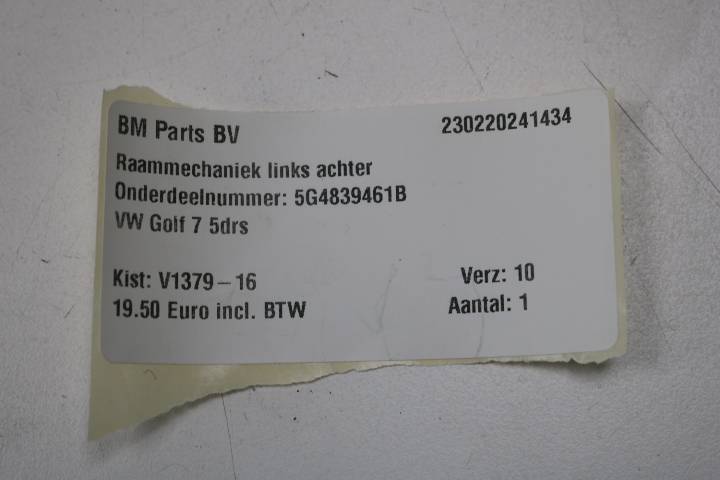 BM Parts BV 230220241434
Raammechaniek links achter
Onderdeelnummer: 5G4839461B
VW Golf 7 5drs
Kist: V1379-16 Verz: 10
19.50 Euro incl. BTW Aantal: 1